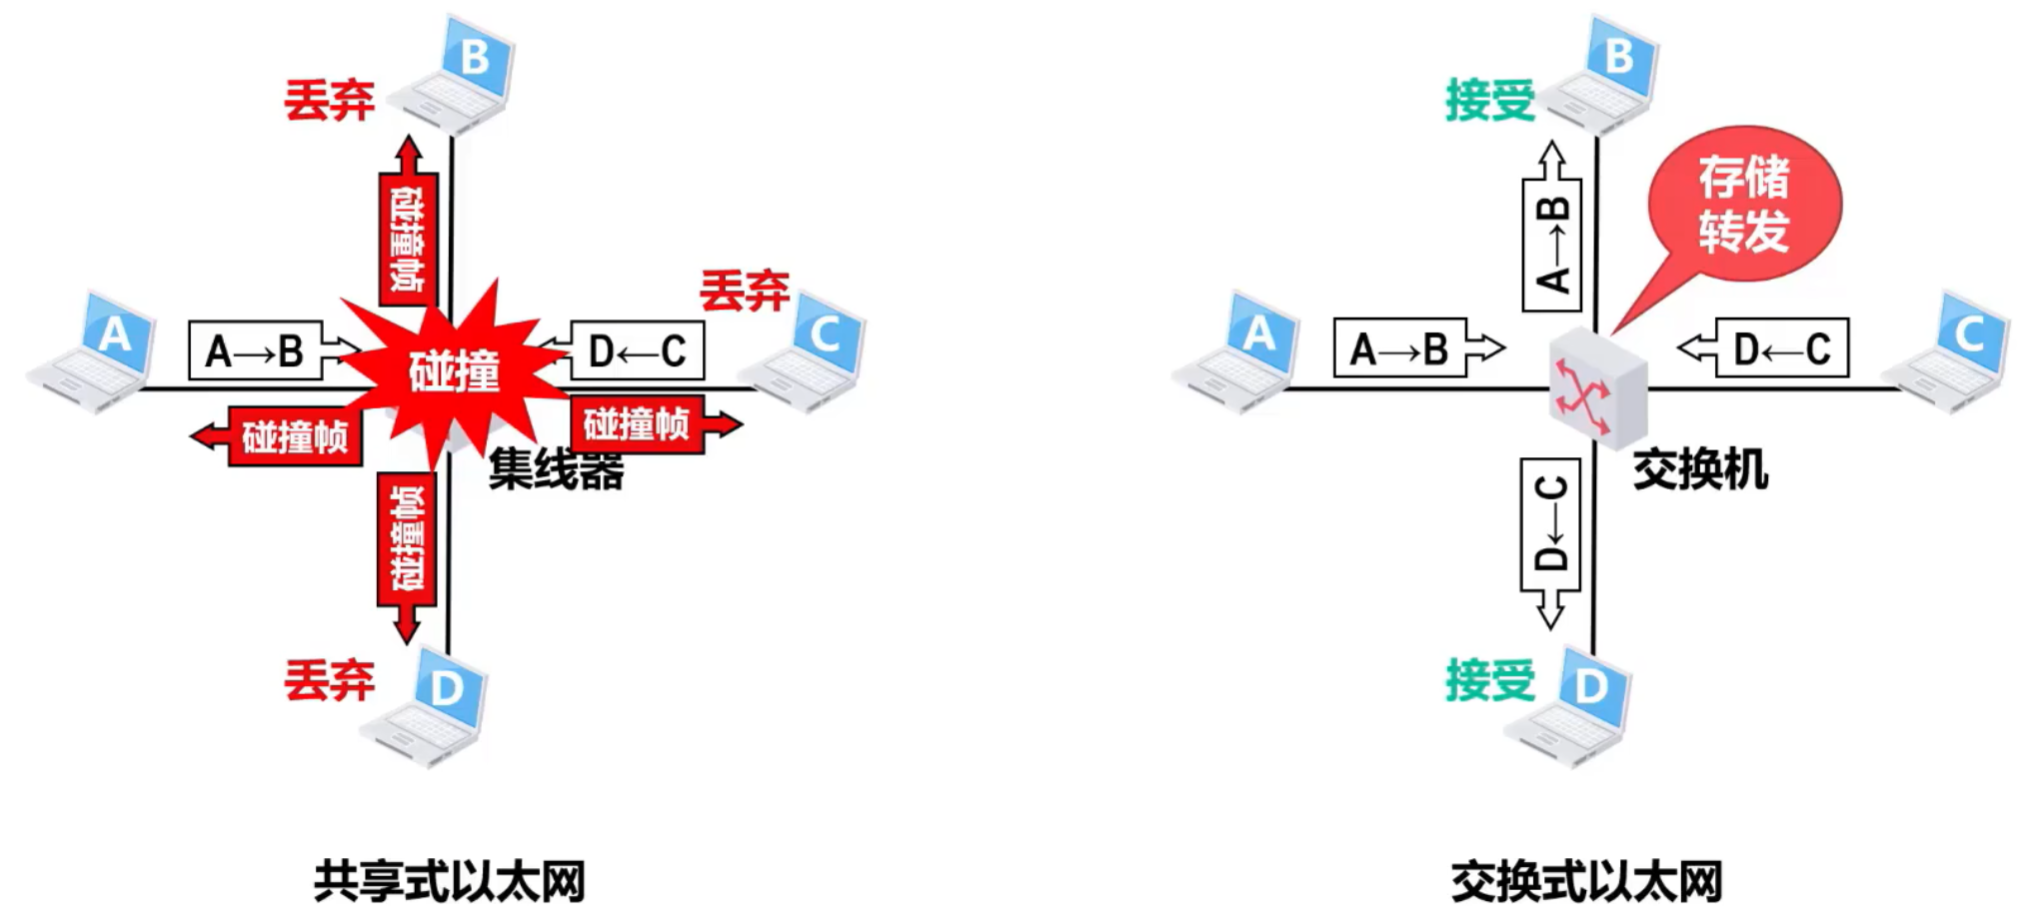 B
丢弃
碰撞帧
丢弃
A
A→B
碰撞
D←C
C
碰撞帧
碰撞帧
集线器
碰撞帧
丢弃
D
共享式以太网
B
接受
存储
转发
A→B
A
A→B
D←C
C
交换机
D←C
接受
D
交换式以太网